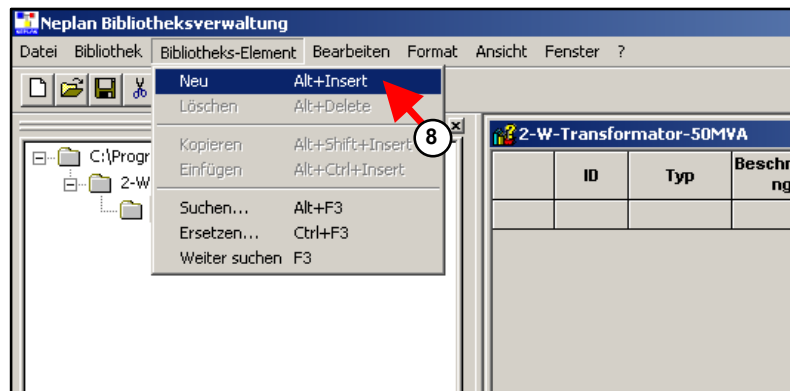 Neplan Bibliotheksverwaltung
Datei Bibliothek Bibliotheks-Element Bearbeiten Format Ansicht Fenster ?
Neu Alt+Insert
Löschen Alt+Delete
Kopieren Alt+Shift+Insert
Einfügen Alt+Ctrl+Insert
Suchen... Alt+F3
Ersetzen... Ctrl+F3
Weiter suchen F3
8
C:\Progr
2-W
2-W-Transformator-50MVA
ID Typ Beschr
ng